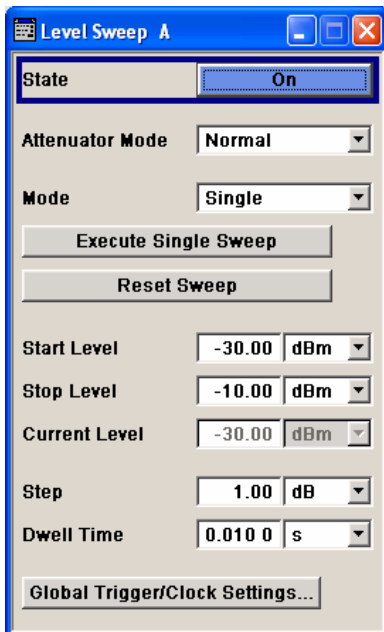 Level Sweep A
State On
Attenuator Mode Normal
Mode Single
Execute Single Sweep
Reset Sweep
Start Level -30.00 dBm
Stop Level -10.00 dBm
Current Level -30.00 dBm
Step 1.00 dB
Dwell Time 0.010 0 s
Global Trigger/Clock Settings...